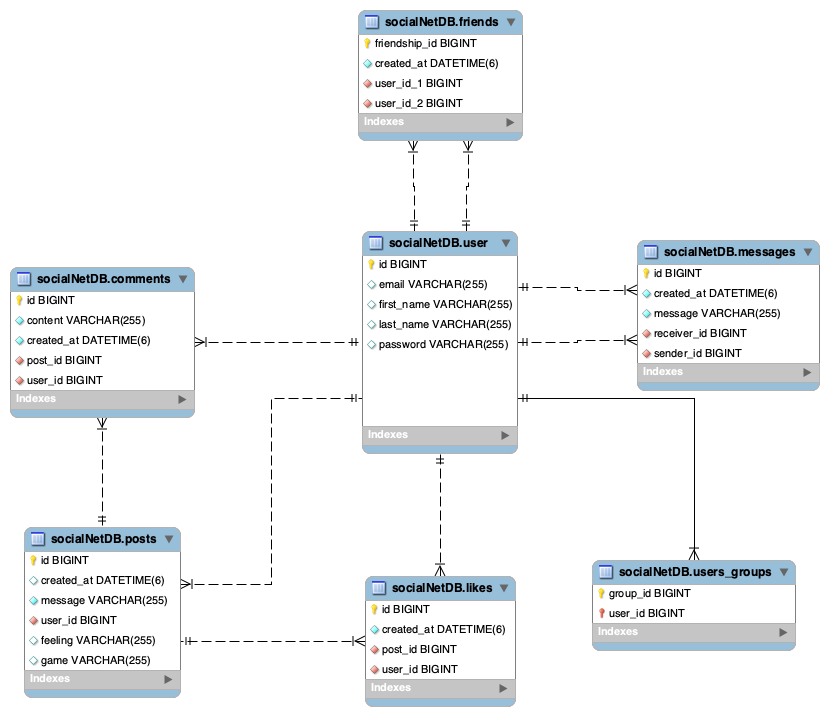 socialNetDB.friends
friendship_id BIGINT
created_at DATETIME(6)
user_id_1 BIGINT
user_id_2 BIGINT
Indexes
socialNetDB.user
id BIGINT
email VARCHAR(255)
first_name VARCHAR(255)
last_name VARCHAR(255)
password VARCHAR(255)
Indexes
socialNetDB.messages
id BIGINT
created_at DATETIME(6)
message VARCHAR(255)
receiver_id BIGINT
sender_id BIGINT
Indexes
socialNetDB.comments
id BIGINT
content VARCHAR(255)
created_at DATETIME(6)
post_id BIGINT
user_id BIGINT
Indexes
socialNetDB.posts
id BIGINT
created_at DATETIME(6)
message VARCHAR(255)
user_id BIGINT
feeling VARCHAR(255)
game VARCHAR(255)
Indexes
socialNetDB.likes
id BIGINT
created_at DATETIME(6)
post_id BIGINT
user_id BIGINT
Indexes
socialNetDB.users_groups
group_id BIGINT
user_id BIGINT
Indexes